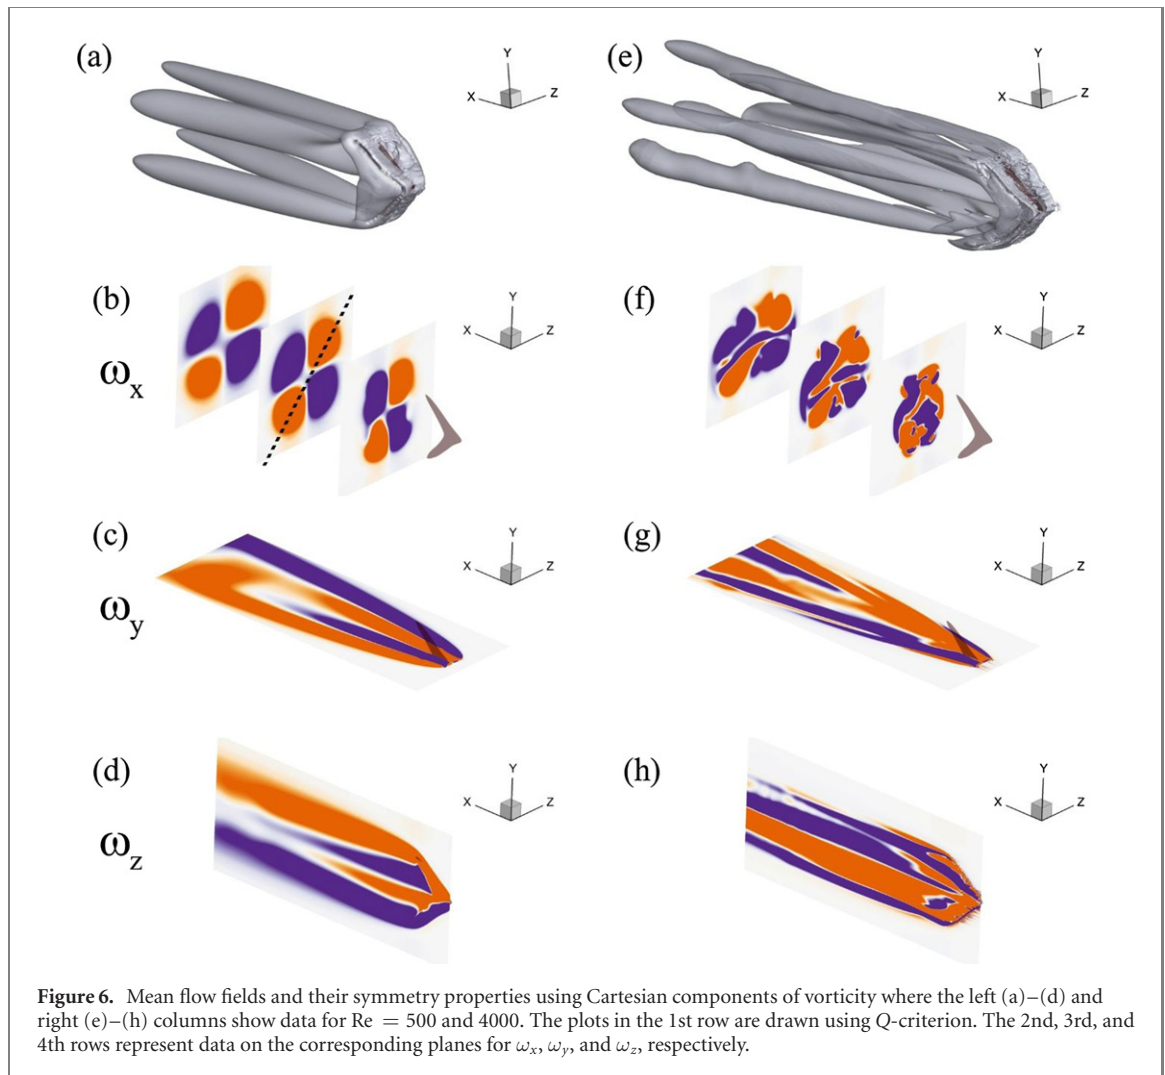 (a)
(e)
Y
X
Z
Y
X
Z
(b)
(f)
Y
X
Z
Y
X
Z
ωx
(c)
(g)
Y
X
Z
Y
X
Z
ωy
(d)
(h)
Y
X
Z
Y
X
Z
ωz
Figure 6. Mean flow fields and their symmetry properties using Cartesian components of vorticity where the left (a)–(d) and
right (e)–(h) columns show data for Re = 500 and 4000. The plots in the 1st row are drawn using Q-criterion. The 2nd, 3rd, and
4th rows represent data on the corresponding planes for ωx, ωy, and ωz, respectively.